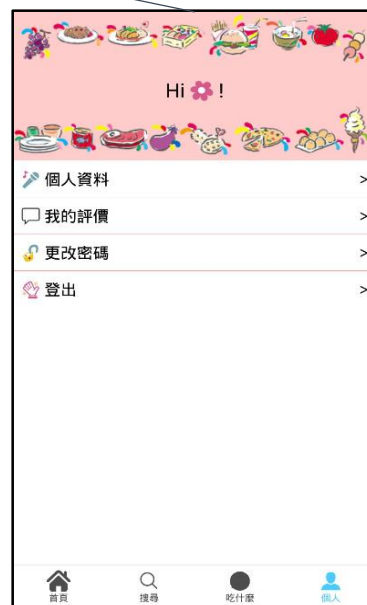 Hi !
個人資料 >
我的評價 >
更改密碼 >
登出 >
首頁 搜尋 吃什麼 個人